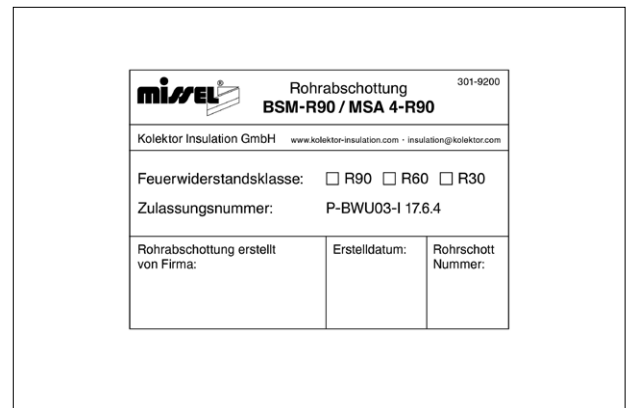 missel®
Rohrabschottung
301-9200
BSM-R90 / MSA 4-R90
Kolektor Insulation GmbH www.kolektor-insulation.com - insulation@kolektor.com
Feuerwiderstandsklasse: ☐ R90 ☐ R60 ☐ R30
Zulassungsnummer: P-BWU03-I 17.6.4
Rohrabschottung erstellt
von Firma:
Erstelldatum:
Rohrschott
Nummer: